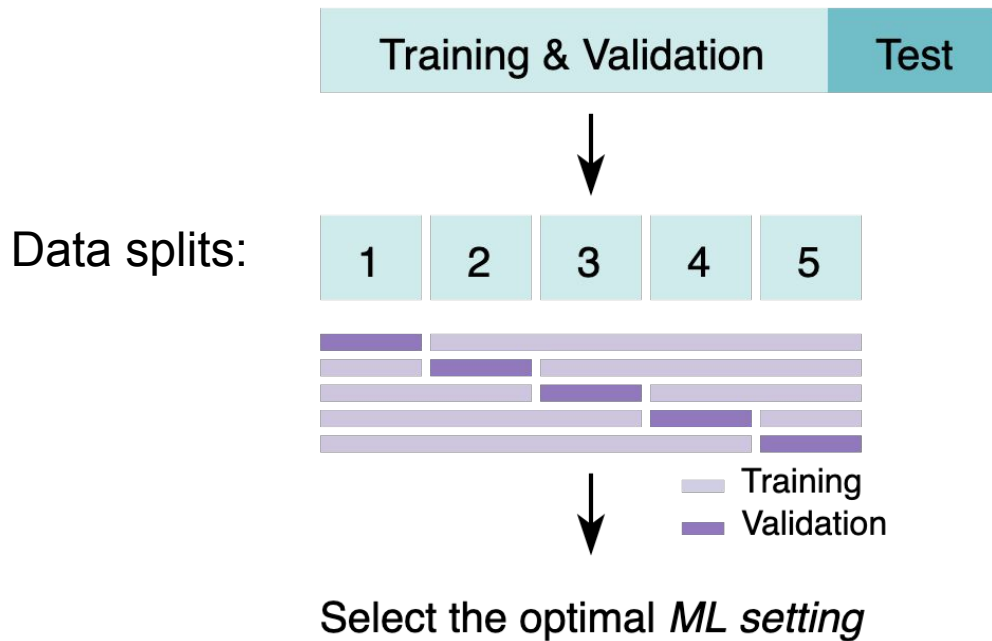 Training & Validation Test
Data splits:
1 2 3 4 5
Training
Validation
Select the optimal ML setting